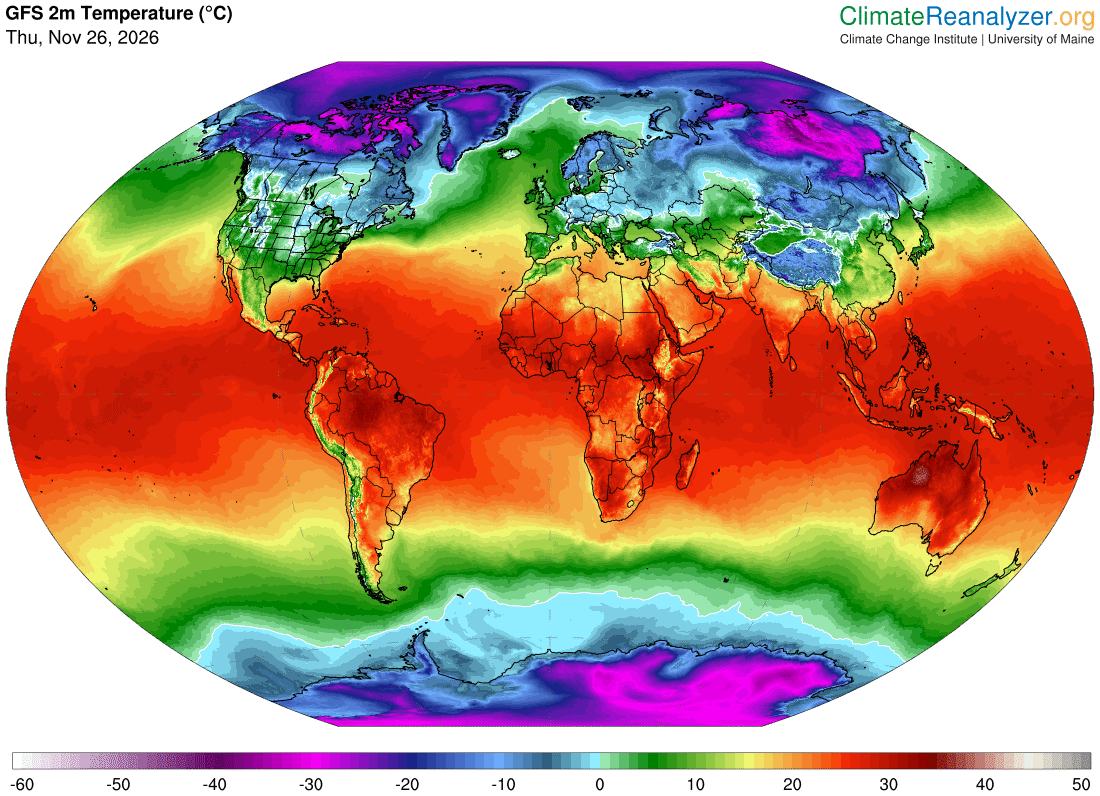 GFS 2m Temperature (°C)
Thu, Nov 26, 2026
ClimateReanalyzer.org
Climate Change Institute | University of Maine
-60 -50 -40 -30 -20 -10 0 10 20 30 40 50